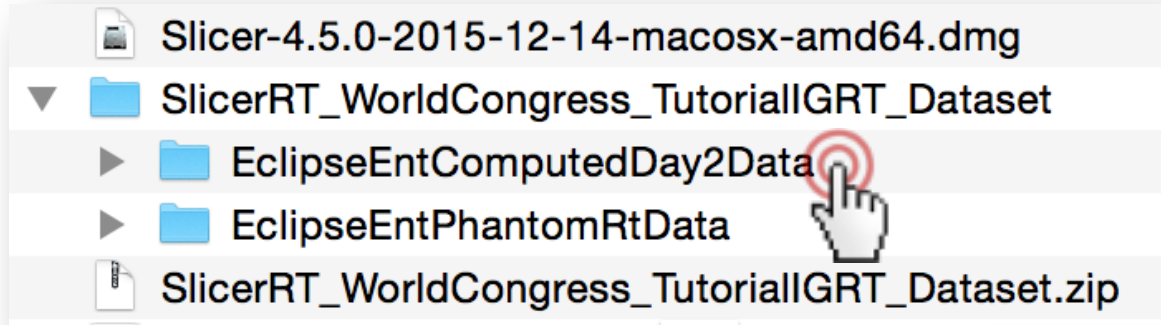 Slicer-4.5.0-2015-12-14-macosx-amd64.dmg
SlicerRT_WorldCongress_TutorialIGRT_Dataset
EclipseEntComputedDay2Data
EclipseEntPhantomRtData
SlicerRT_WorldCongress_TutorialIGRT_Dataset.zip